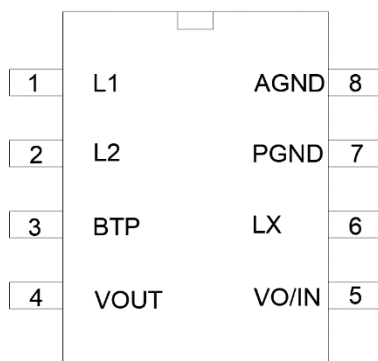 1 L1 AGND 8
2 L2 PGND 7
3 BTP LX 6
4 VOUT VO/IN 5